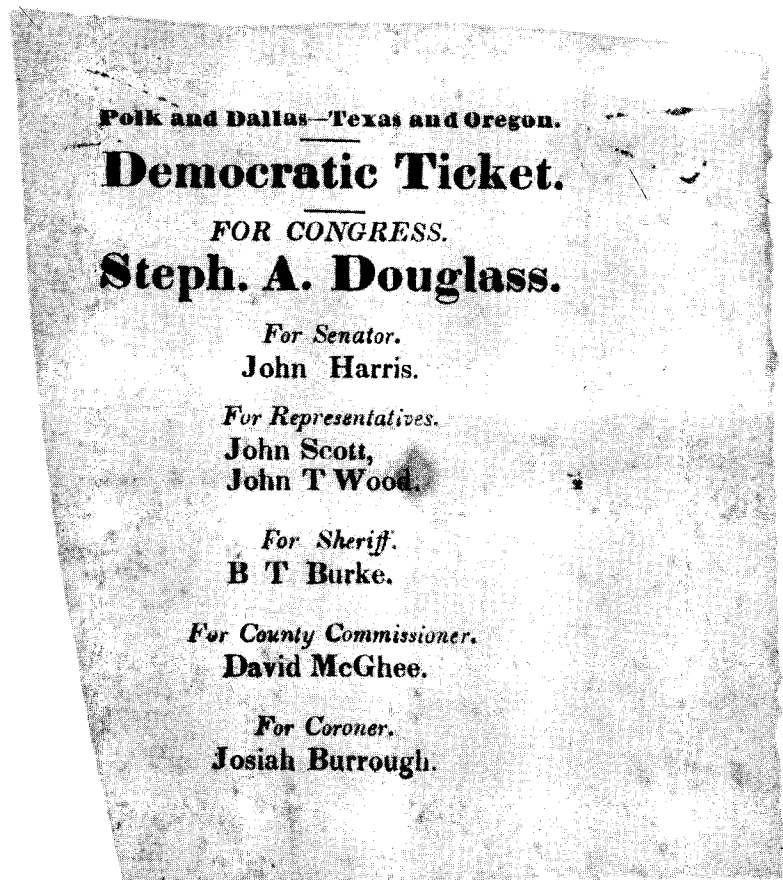 Polk and Dallas—Texas and Oregon.
Democratic Ticket.
FOR CONGRESS.
Steph. A. Douglass.
For Senator.
John Harris.
For Representatives.
John Scott,
John T Wood.
For Sheriff.
B T Burke.
For County Commissioner.
David McGhee.
For Coroner.
Josiah Burrough.